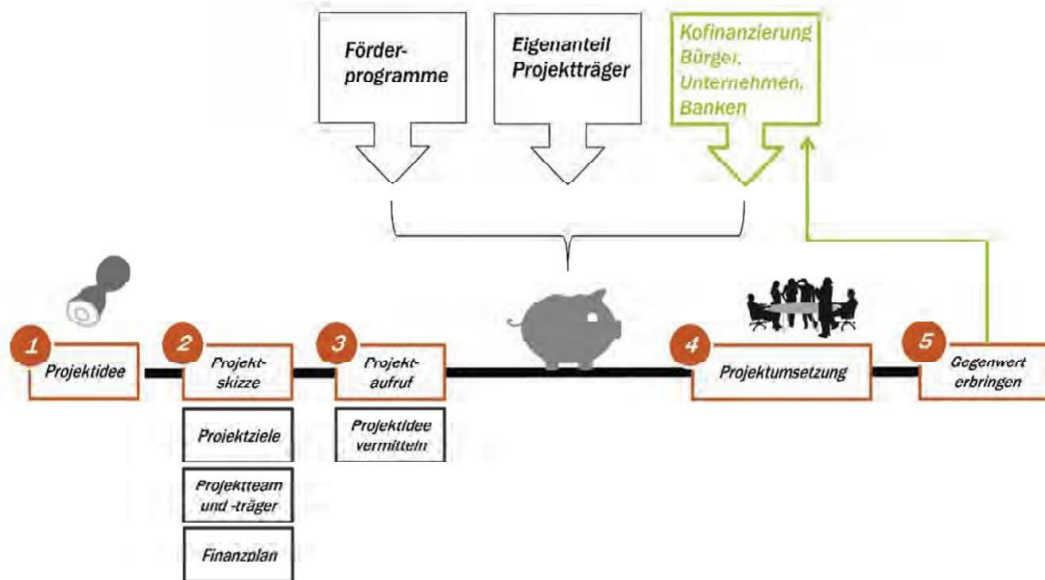 Förder-
programme
Eigenanteil
Projektträger
Kofinanzierung
Bürger,
Unternehmen,
Banken
1
Projektidee
2
Projekt-
skizze
3
Projekt-
aufruf
4
Projektumsetzung
5
Gegenwert
erbringen
Projektziele
Projektidee
vermitteln
Projektteam
und -träger
Finanzplan